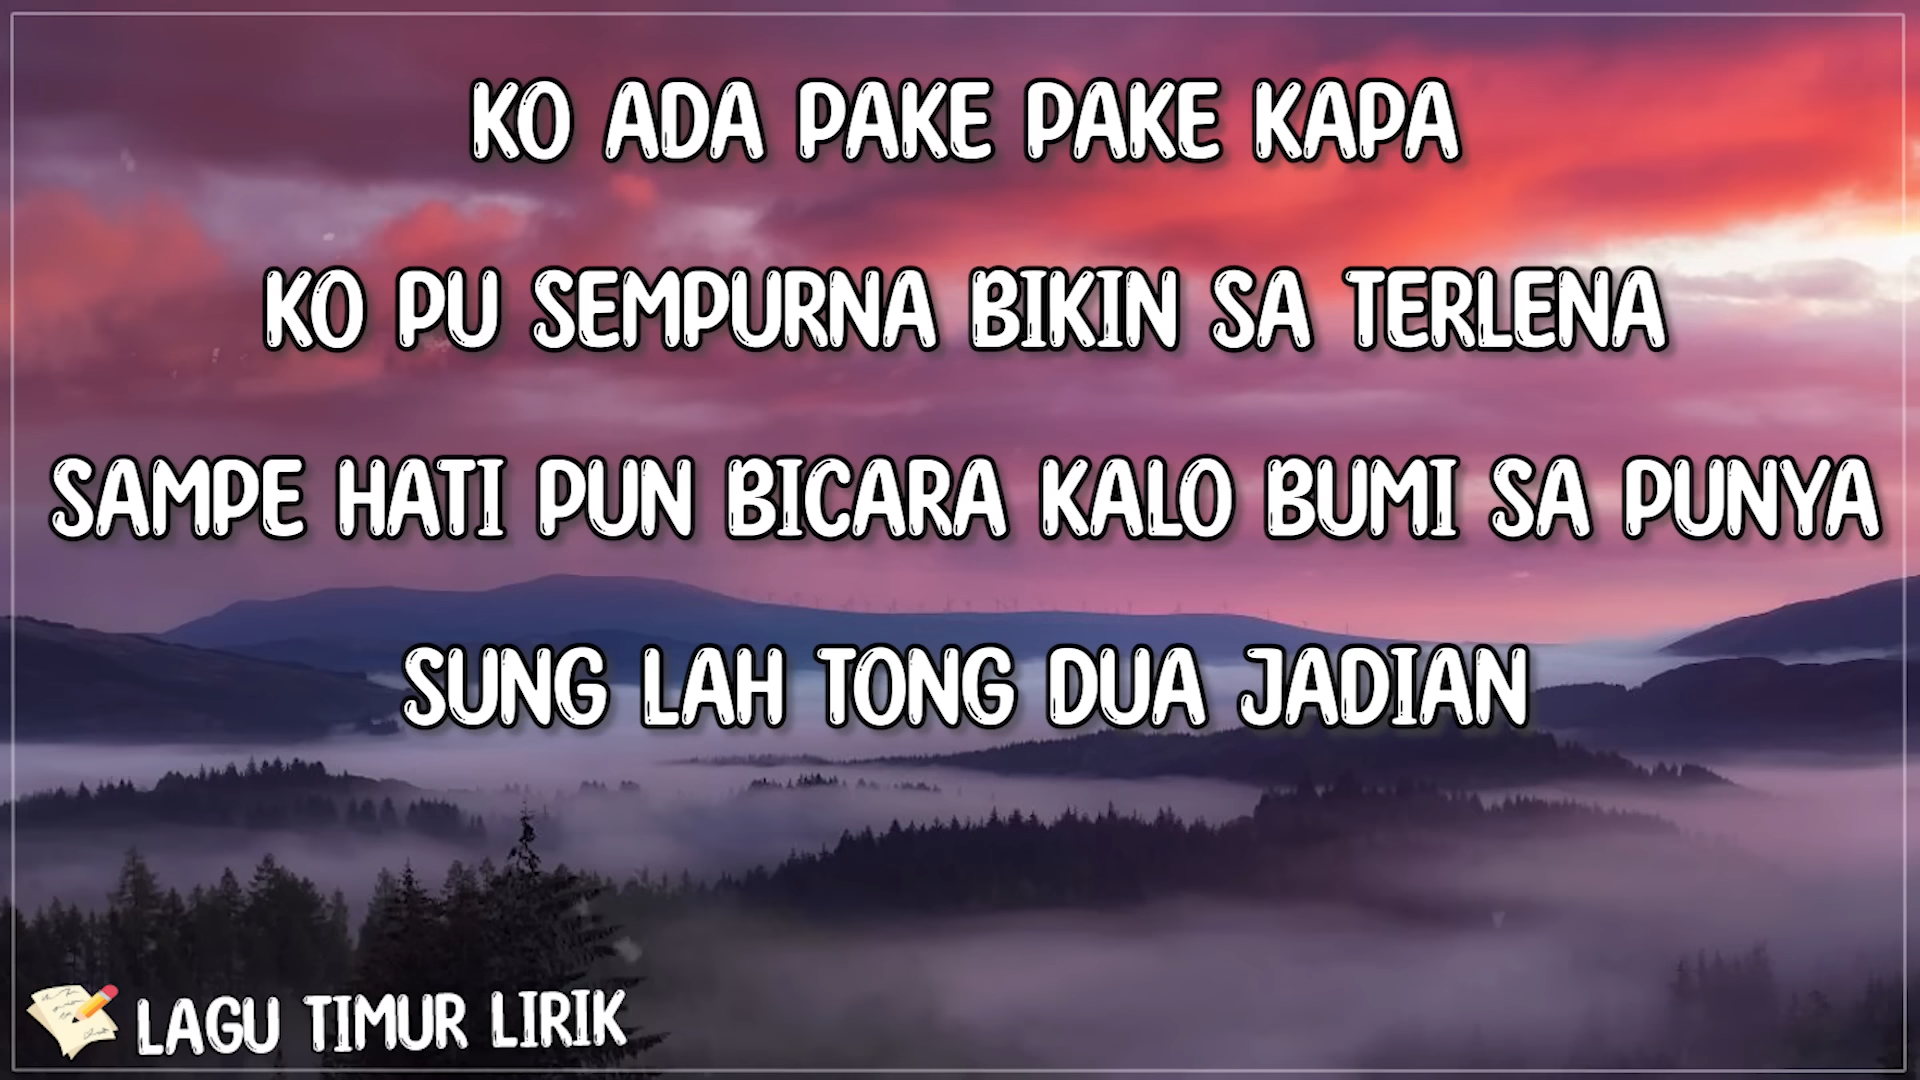 KO ADA PAKE PAKE KAPA
KO PU SEMPURNA BIKIN SA TERLENA
SAMPE HATI PUN BICARA KALO BUMI SA PUNYA
SUNG LAH TONG DUA JADIAN
LAGU TIMUR LIRIK